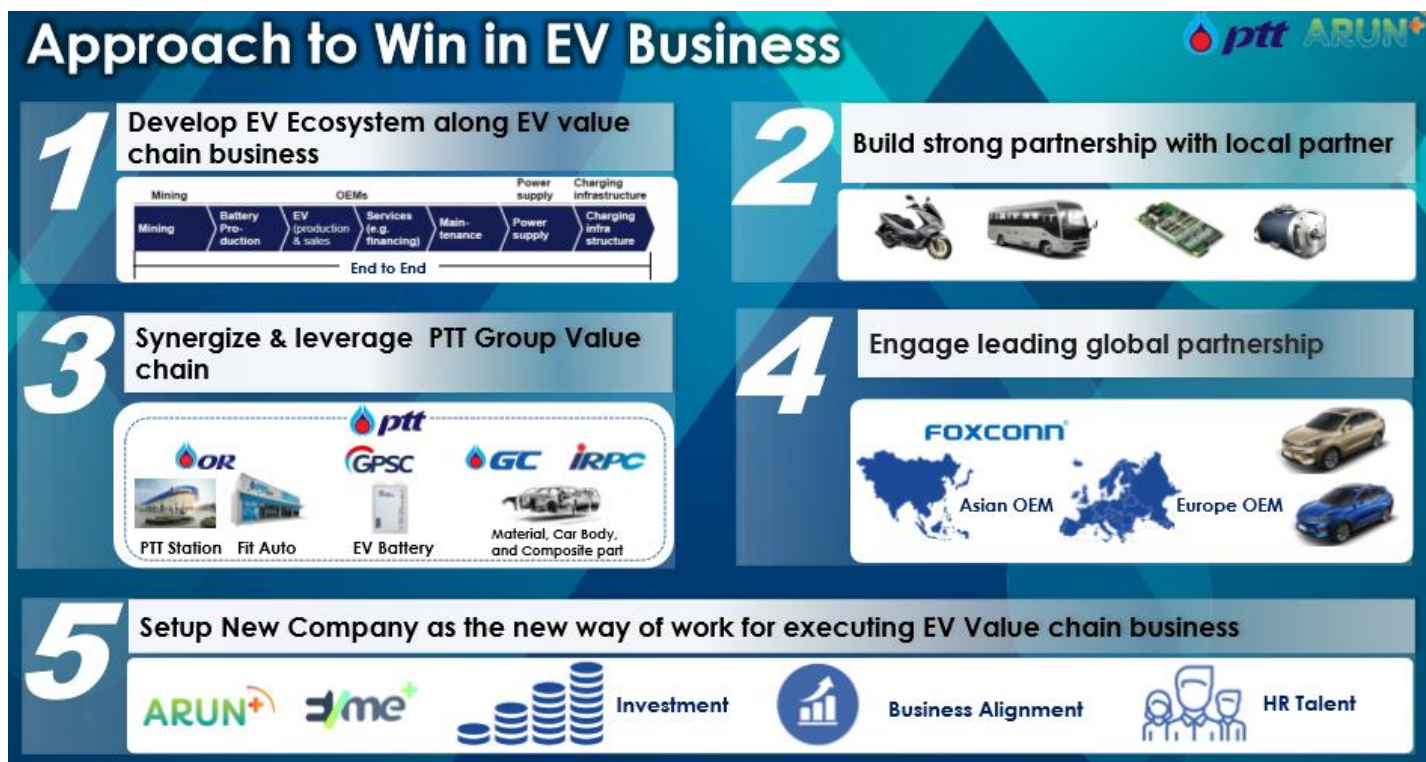 Approach to Win in EV Business
ptt ARUN+
1
Develop EV Ecosystem along EV value
chain business
Mining OEMs Power supply Charging infrastructure
Mining
Battery Pro-duction
EV (production & sales
Services (e.g. financing)
Main-tenance
Power supply
Charging infra structure
End to End
2
Build strong partnership with local partner
3
Synergize & leverage PTT Group Value
chain
ptt
OR GPSC GC IRPC
PTT Station Fit Auto EV Battery
Material, Car Body,
and Composite part
4
Engage leading global partnership
FOXCONN
Asian OEM Europe OEM
5
Setup New Company as the new way of work for executing EV Value chain business
ARUN+ EVme+ Investment Business Alignment HR Talent